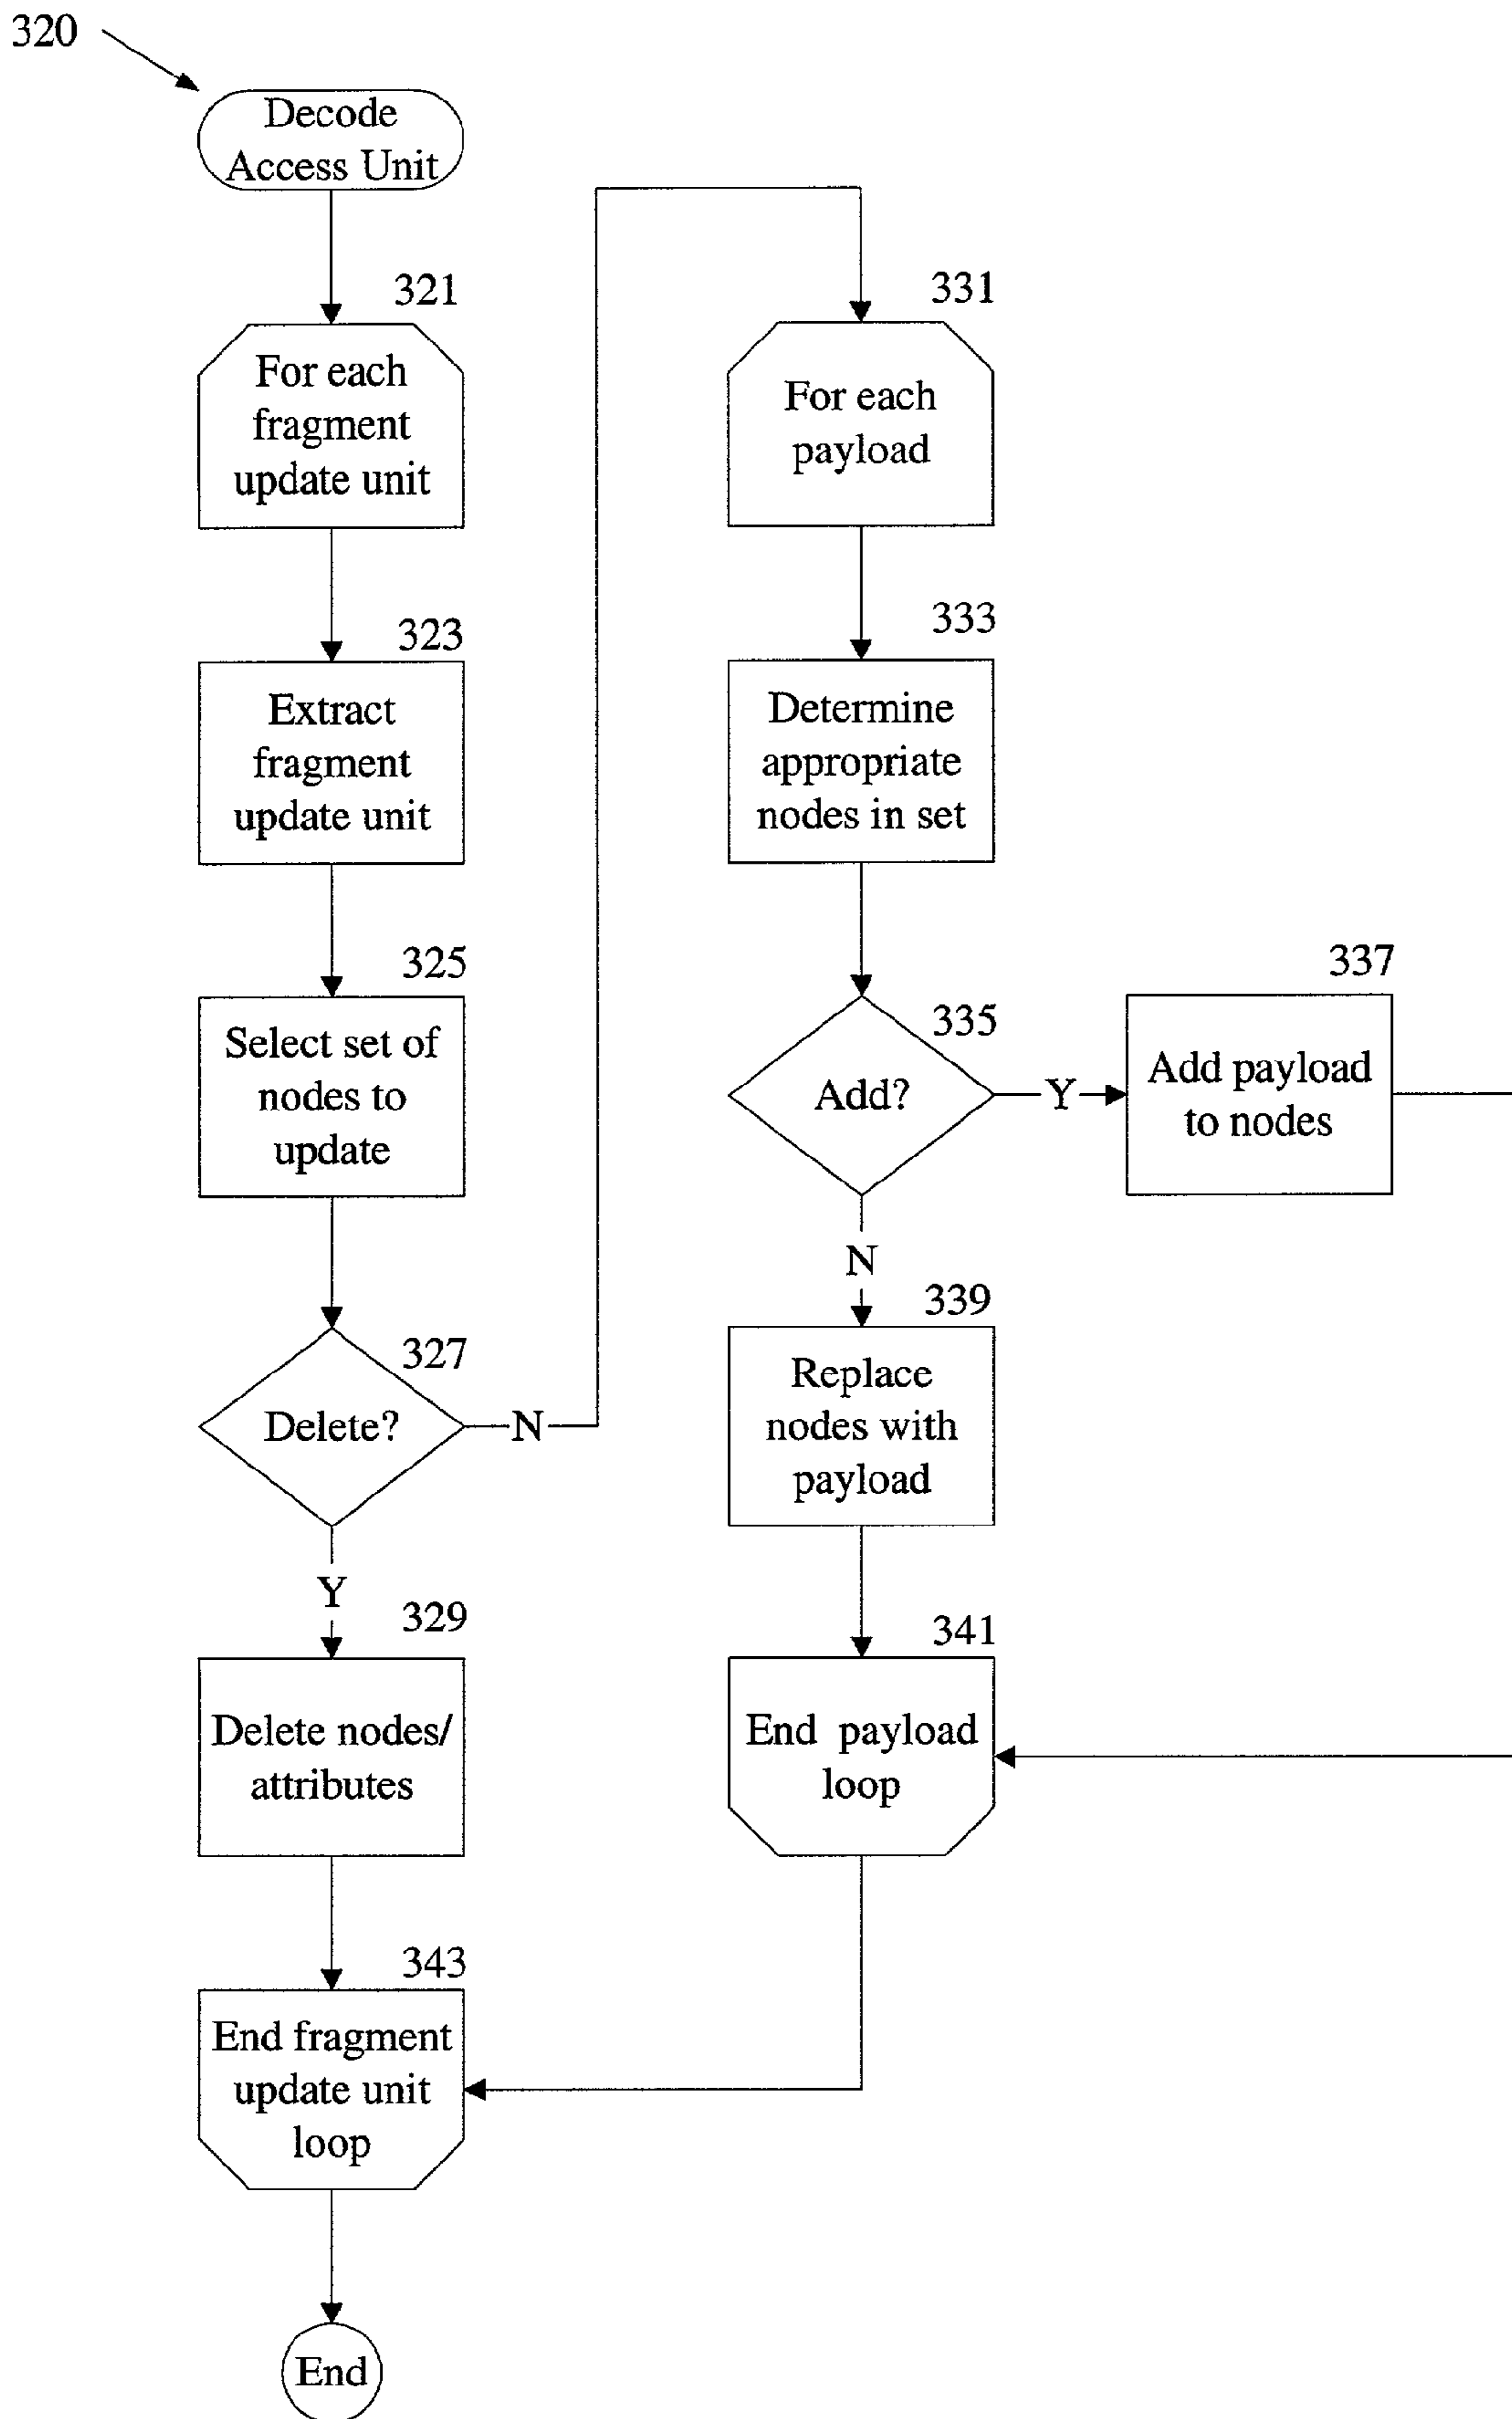 320
Decode
Access Unit
321
For each
fragment
update unit
323
Extract
fragment
update unit
325
Select set of
nodes to
update
327
Delete?
N
Y
329
Delete nodes/
attributes
343
End fragment
update unit
loop
End
331
For each
payload
333
Determine
appropriate
nodes in set
335
Add?
Y
337
Add payload
to nodes
N
339
Replace
nodes with
payload
341
End payload
loop